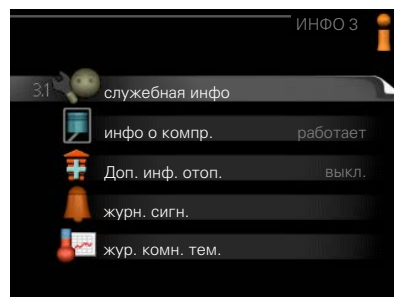 ИНФО 3
3.1 служебная инфо
инфо о компр. работает
Доп. инф. отоп. выкл.
журн. сигн.
жур. комн. тем.